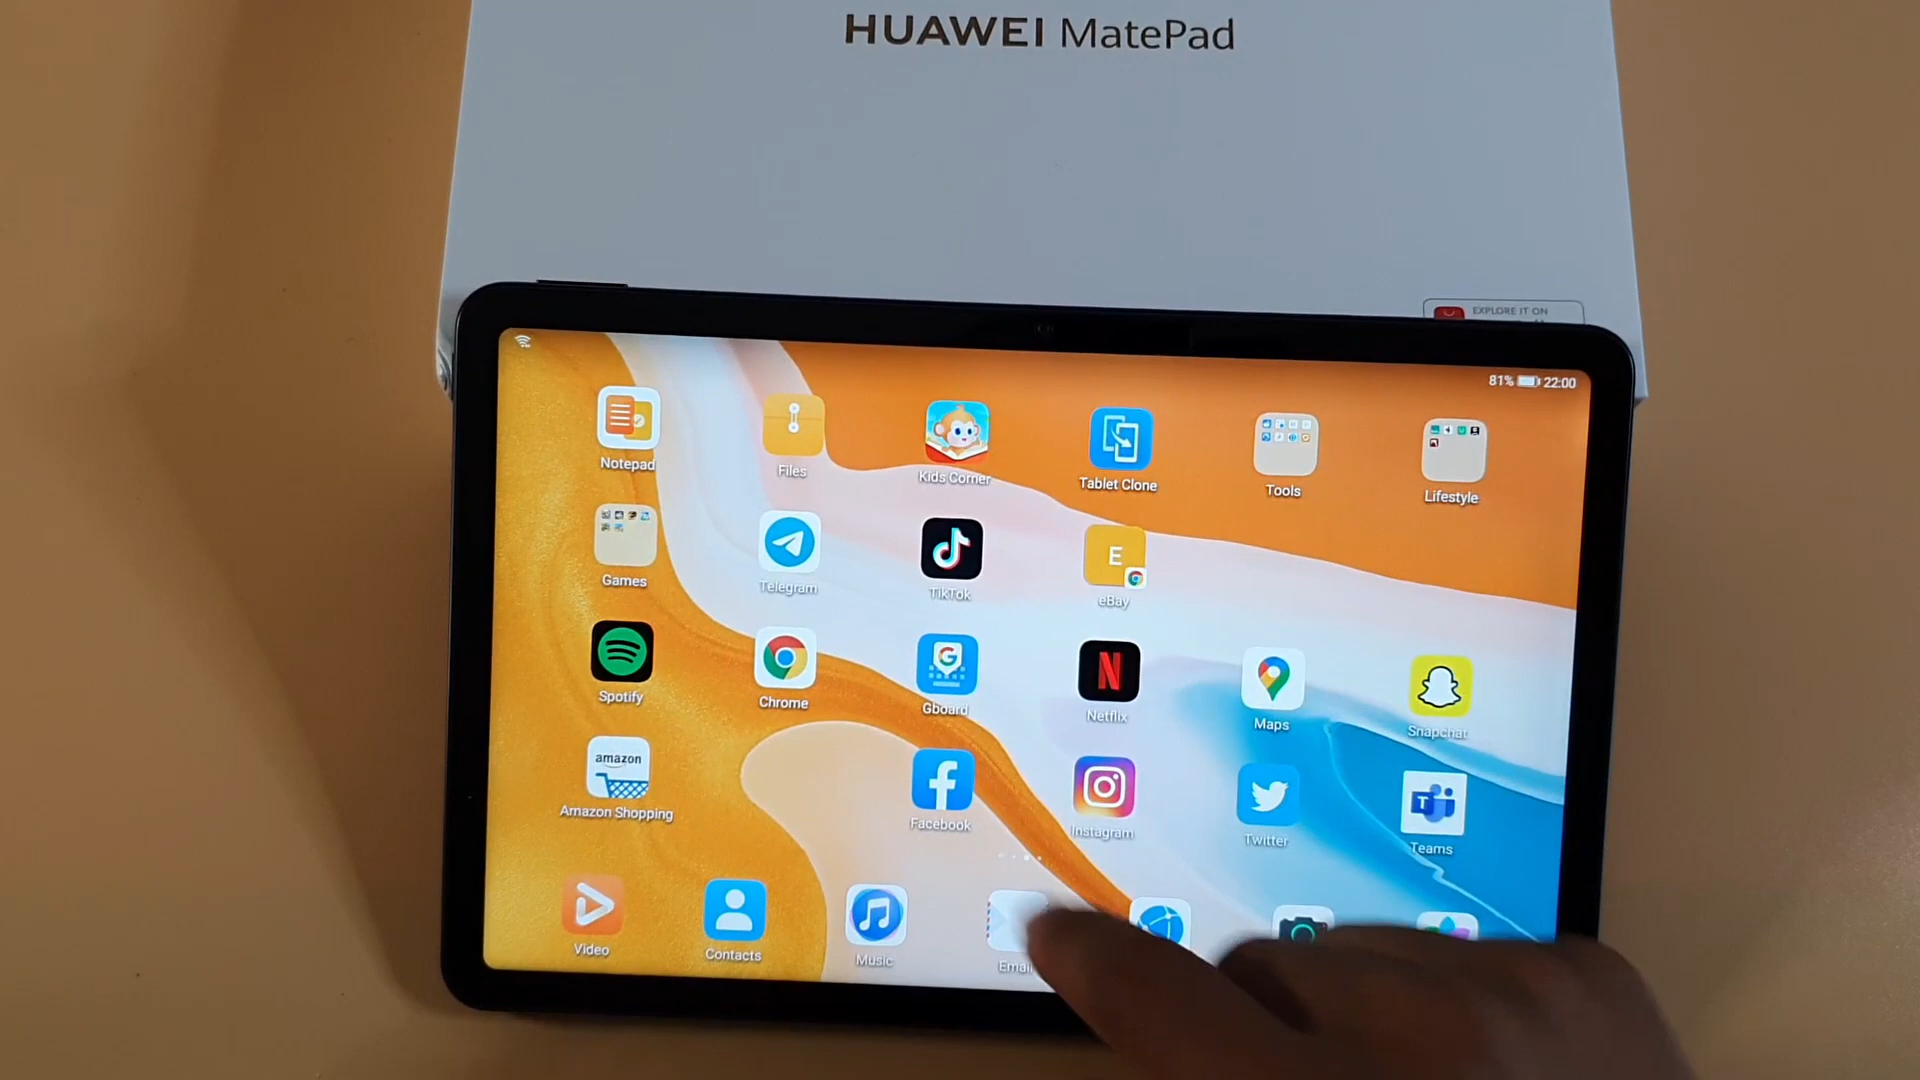 HUAWEI MatePad
EXPLORE IT ON
81% 22:00
Notepad
Files
Kids Corner
Tablet Clone
Tools
Lifestyle
Games
Telegram
TikTok
E
eBay
Spotify
Chrome
G
Gboard
N
Netflix
Maps
Snapchat
amazon
Amazon Shopping
f
Facebook
Instagram
Twitter
T
Teams
Video
Contacts
Music
Email